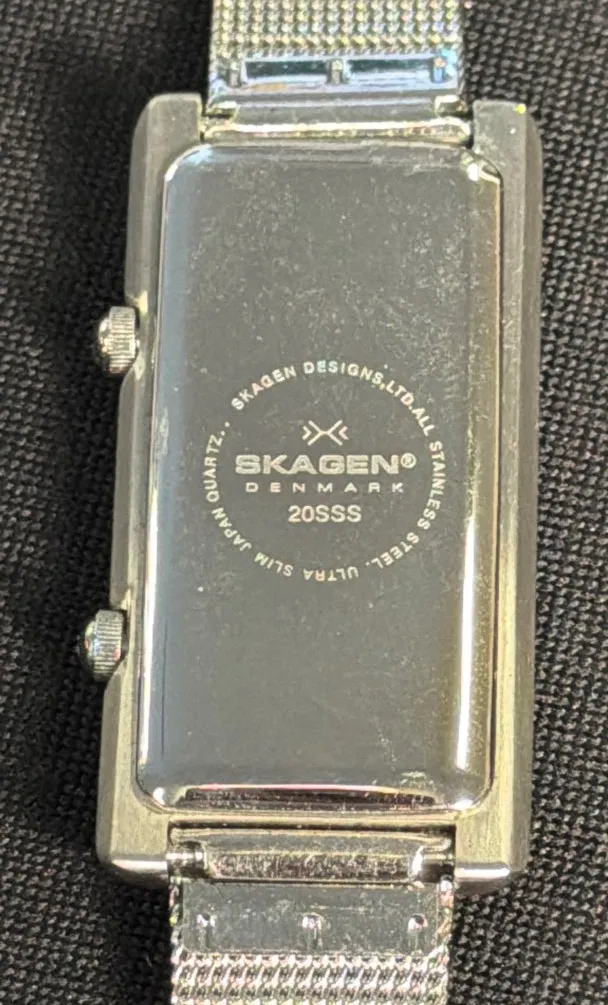 SKAGEN DESIGNS,LTD.ALL STAINLESS STEEL. ULTRA SLIM JAPAN QUARTZ..
SKAGEN®
DENMARK
20SSS